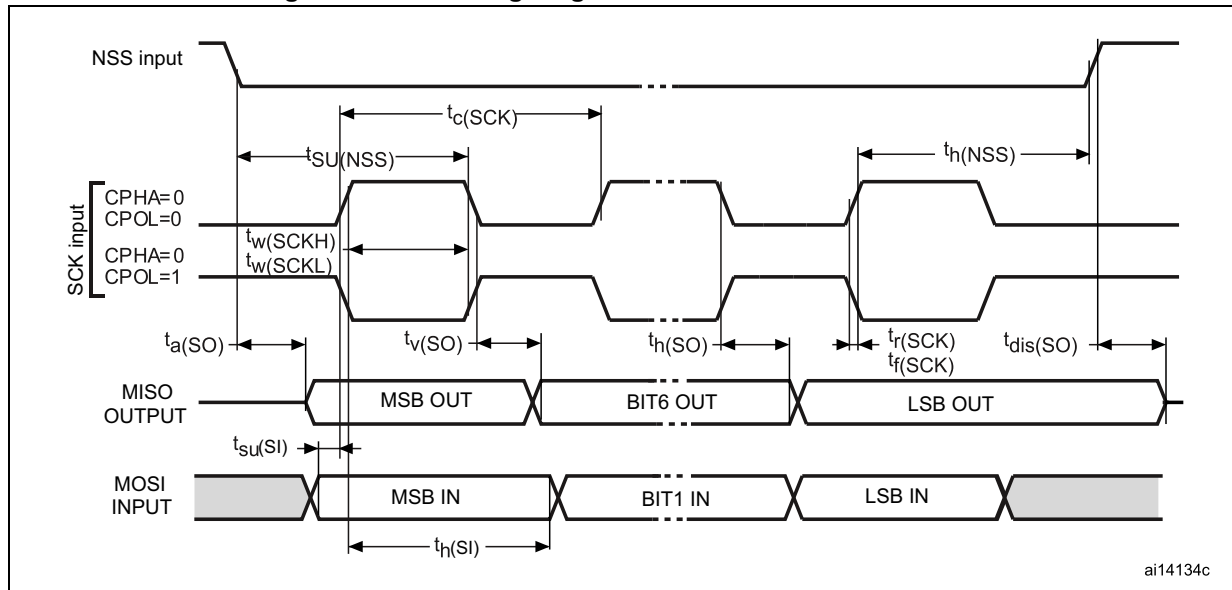 NSS input
tc(SCK)
tSU(NSS)
th(NSS)
SCK input
CPHA=0
CPOL=0
tw(SCKH)
CPHA=0
tw(SCKL)
CPOL=1
ta(SO)
tv(SO)
th(SO)
tr(SCK)
tf(SCK)
tdis(SO)
MISO
OUTPUT
MSB OUT
BIT6 OUT
LSB OUT
tsu(SI)
MOSI
INPUT
MSB IN
BIT1 IN
LSB IN
th(SI)
ai14134c